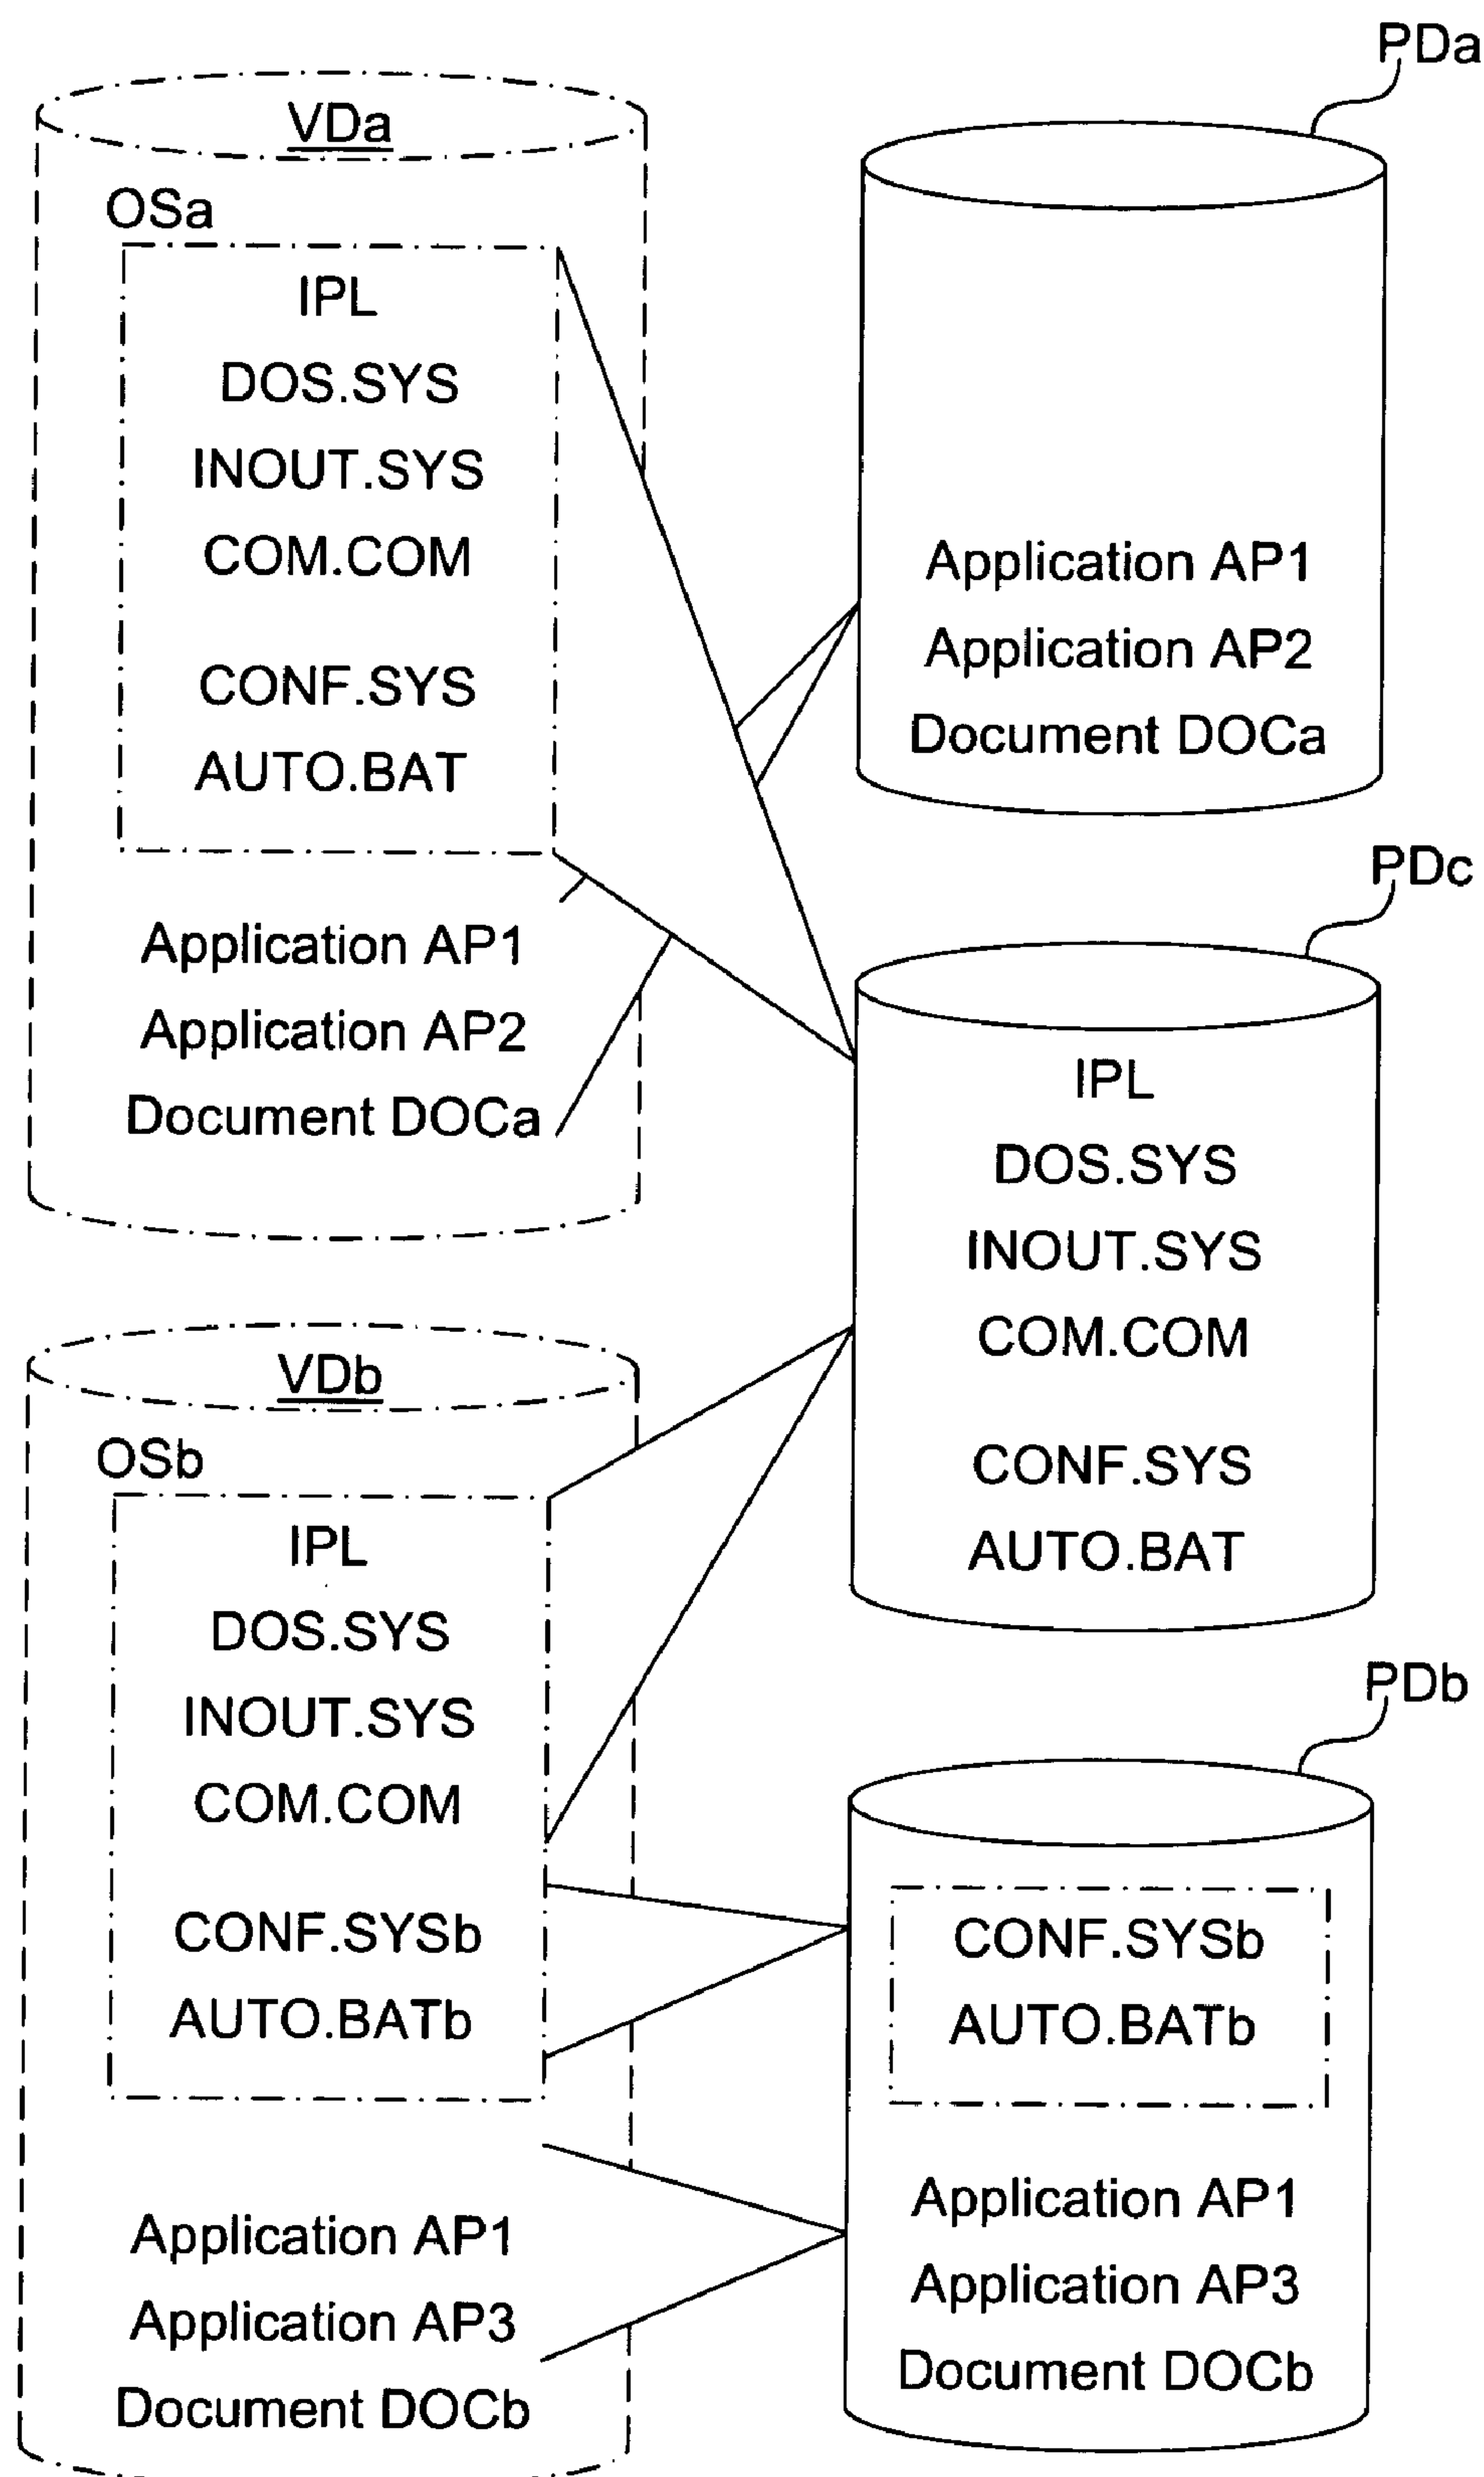 PDa
VDa
OSa
IPL
DOS.SYS
INOUT.SYS
COM.COM
CONF.SYS
AUTO.BAT
Application AP1
Application AP2
Document DOCa
Application AP1
Application AP2
Document DOCa
PDc
IPL
DOS.SYS
INOUT.SYS
COM.COM
CONF.SYS
AUTO.BAT
VDb
OSb
IPL
DOS.SYS
INOUT.SYS
COM.COM
CONF.SYSb
AUTO.BATb
Application AP1
Application AP3
Document DOCb
PDb
CONF.SYSb
AUTO.BATb
Application AP1
Application AP3
Document DOCb